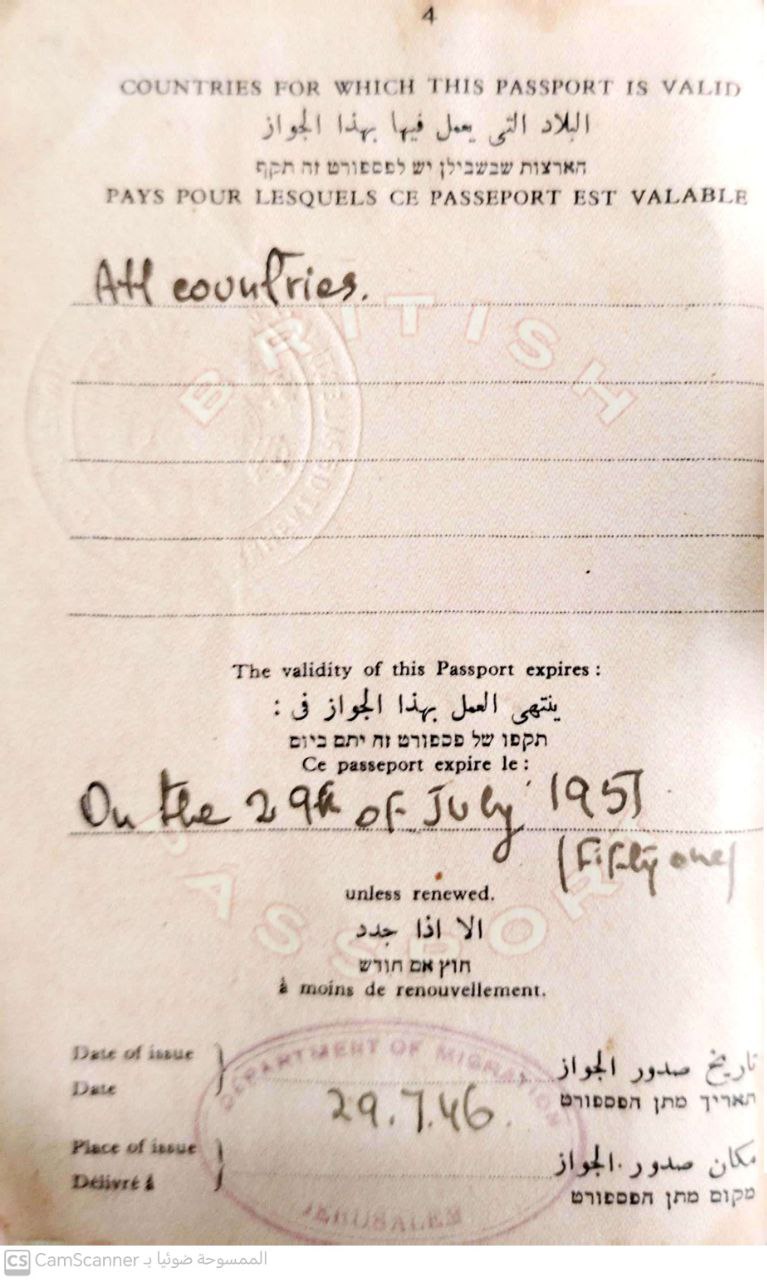 4
COUNTRIES FOR WHICH THIS PASSPORT IS VALID
البلاد التى يعمل فيها بهذا الجواز
הארצות שבשבילן יש לפספורט זה תקף
PAYS POUR LESQUELS CE PASSEPORT EST VALABLE
All countries.
BRITISH
The validity of this Passport expires :
ينتهى العمل بهذا الجواز فى :
תקפו של פספורט זה יתם ביום
Ce passeport expire le :
On the 29th of July 1951
(Fifty one)
PASSPORT
unless renewed.
الا اذا جدد
חוץ אם חודש
à moins de renouvellement.
Date of issue
Date
تاريخ صدور الجواز
תאריך מתן הפספורט
DEPARTMENT OF MIGRATION
29.7.46.
Place of issue
Délivré à
مكان صدور الجواز
מקום מתן הפספורט
JERUSALEM
CS CamScanner الممسوحة ضوئيا بـ